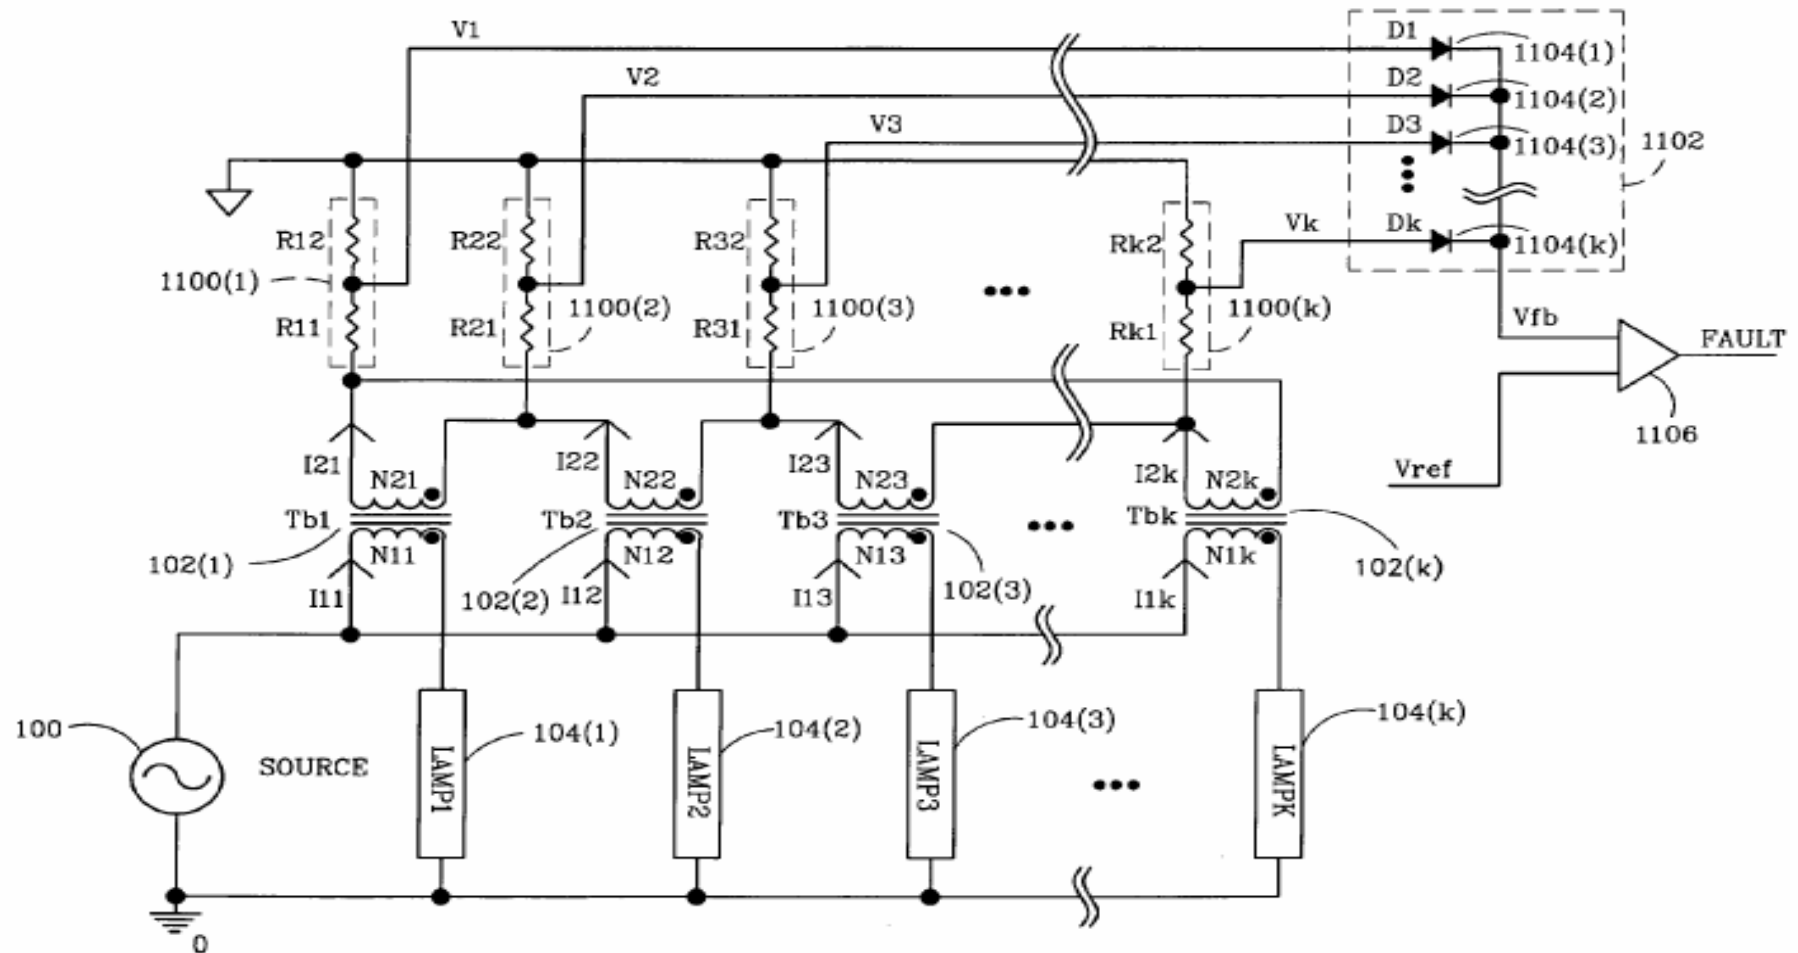 V1
D1
1104(1)
V2
D2
1104(2)
V3
D3
1104(3)
1102
R12
R22
R32
Rk2
Vk
Dk
1104(k)
1100(1)
R11
R21
1100(2)
R31
1100(3)
Rk1
1100(k)
Vfb
FAULT
1106
Vref
I21
N21
I22
N22
I23
N23
I2k
N2k
Tb1
Tb2
Tb3
Tbk
102(1)
N11
N12
N13
N1k
102(k)
I11
102(2)
I12
I13
102(3)
I1k
100
SOURCE
LAMP1
104(1)
LAMP2
104(2)
LAMP3
104(3)
LAMPK
104(k)
0